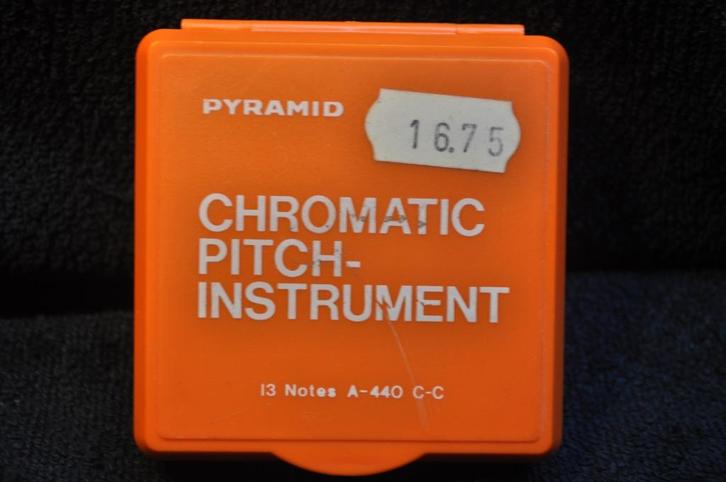 PYRAMID
16.75
CHROMATIC
PITCH-
INSTRUMENT
13 Notes A-440 C-C